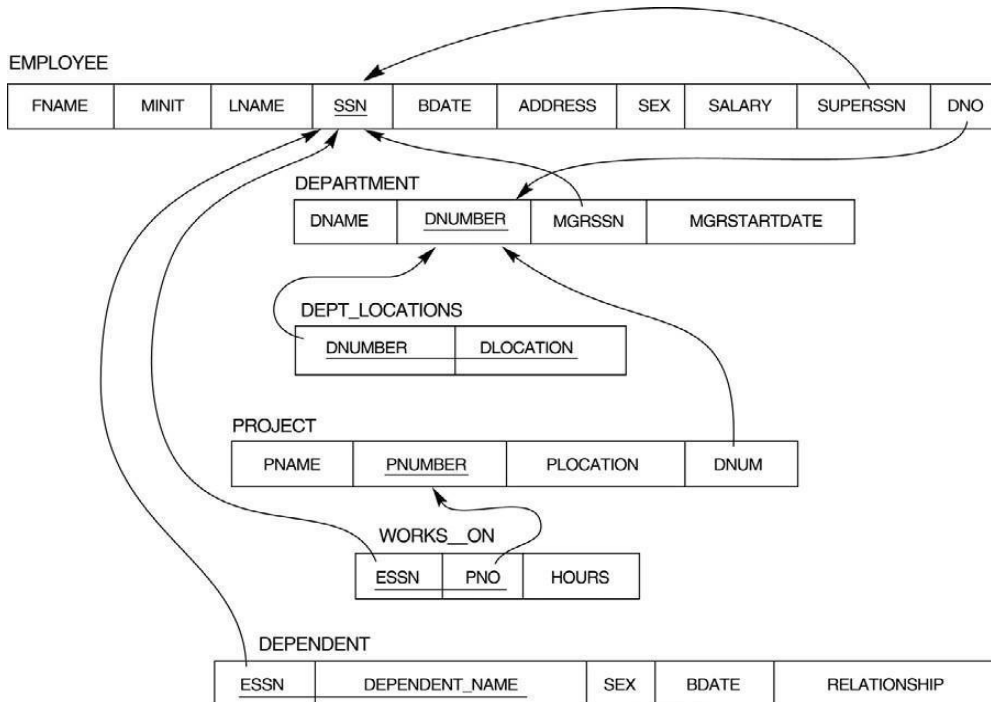 EMPLOYEE
FNAME MINIT LNAME SSN BDATE ADDRESS SEX SALARY SUPERSSN DNO
DEPARTMENT
DNAME DNUMBER MGRSSN MGRSTARTDATE
DEPT_LOCATIONS
DNUMBER DLOCATION
PROJECT
PNAME PNUMBER PLOCATION DNUM
WORKS__ON
ESSN PNO HOURS
DEPENDENT
ESSN DEPENDENT_NAME SEX BDATE RELATIONSHIP